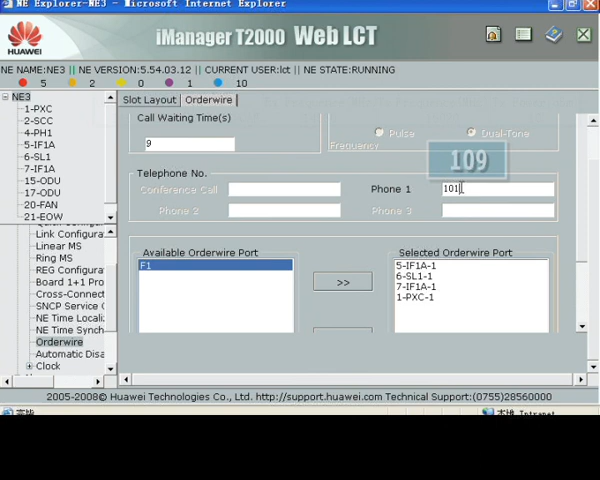 NE Explorer-NE3 - Microsoft Internet Explorer
HUAWEI
iManager T2000 Web LCT
NE NAME:NE3 || NE VERSION:5.54.03.12 || CURRENT USER:lct || NE STATE:RUNNING
5 2 0 1 10
NE3
1-PXC
2-SCC
4-PH1
5-IF1A
6-SL1
7-IF1A
15-ODU
17-ODU
20-FAN
21-EOW
Link Configura
Linear MS
Ring MS
REG Configura
Board 1+1 Pro
Cross-Connect
SNCP Service C
NE Time Locali
NE Time Synch
Orderwire
Automatic Disa
Clock
Slot Layout Orderwire
Call Waiting Time(s)
9
Pulse Dual-Tone
Frequency
109
Telephone No.
Conference Call Phone 1 101
Phone 2 Phone 3
Available Orderwire Port
F1
>>
Selected Orderwire Port
5-IF1A-1
6-SL1-1
7-IF1A-1
1-PXC-1
2005-2008© Huawei Technologies Co., Ltd. http://support.huawei.com Technical Support:(0755)28560000
完毕 本地 Intranet